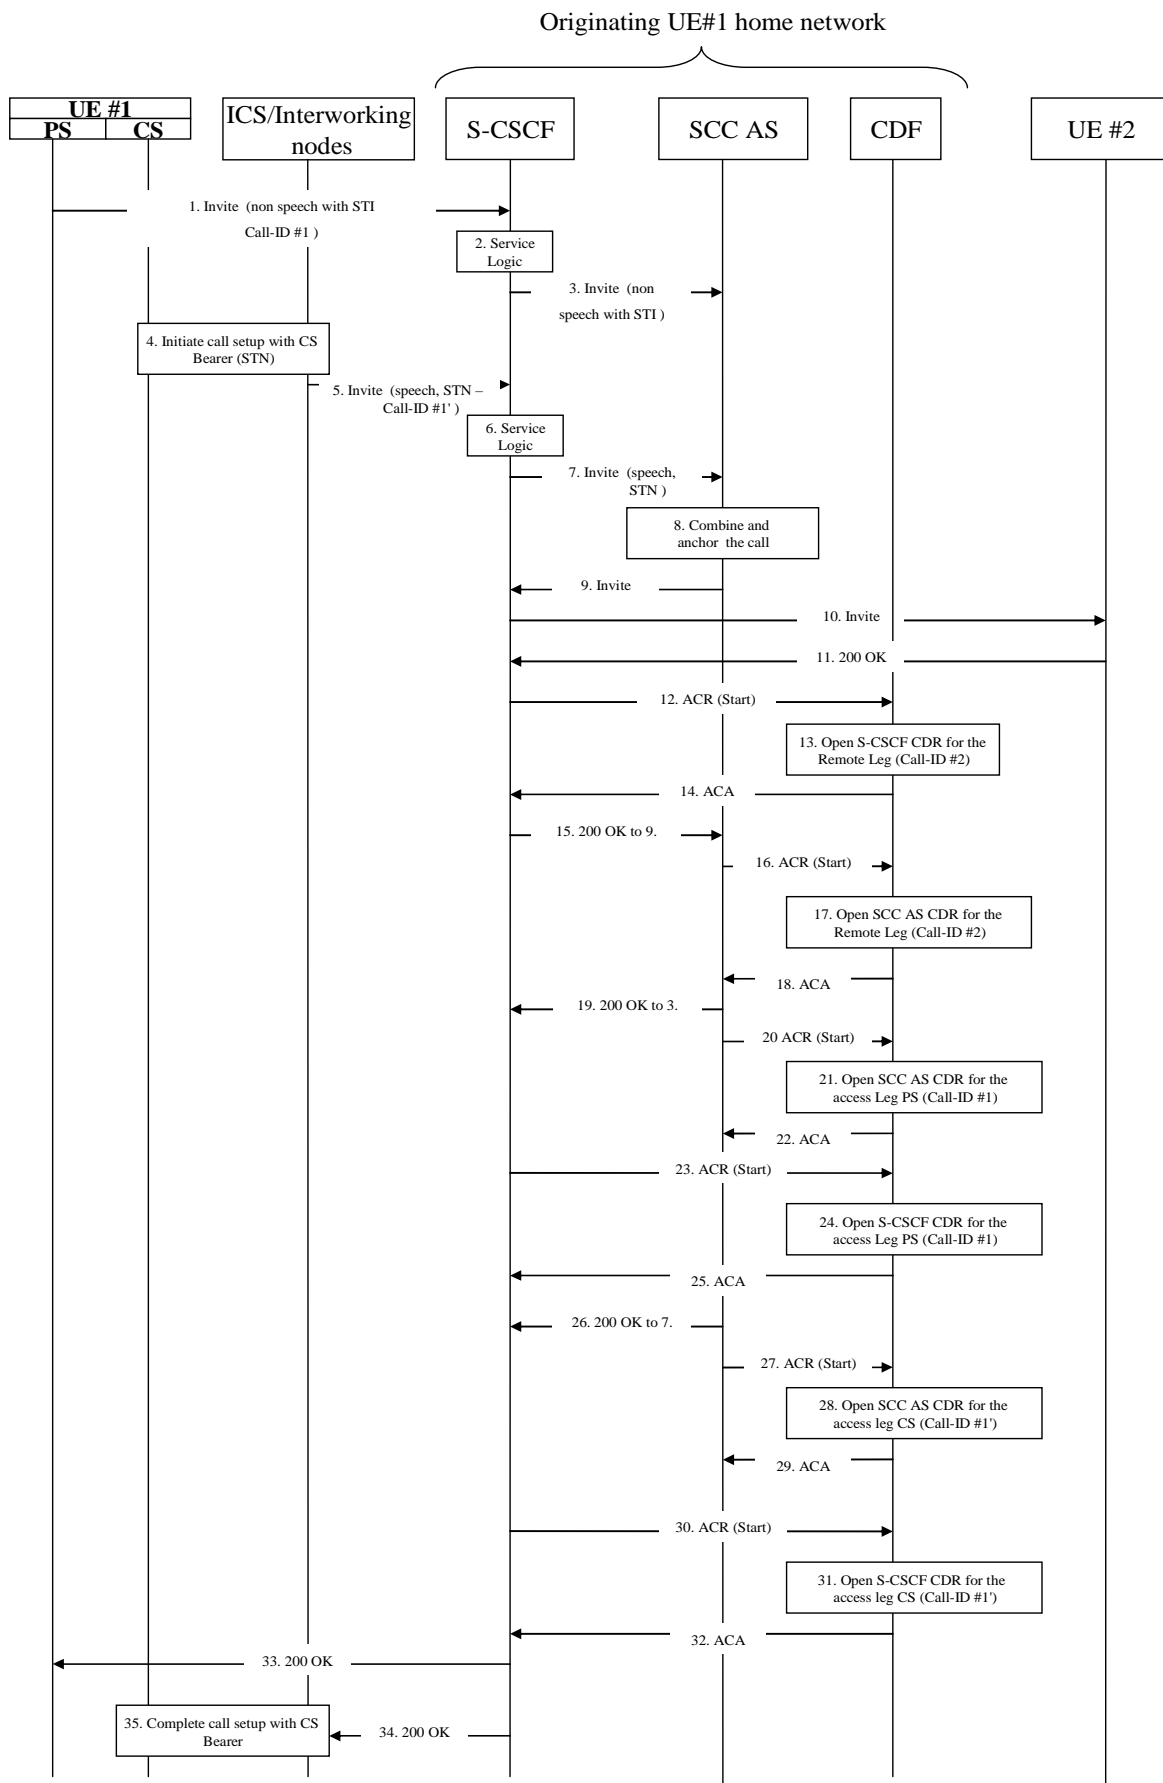 Originating UE#1 home network
UE #1
PS CS
ICS/Interworking
nodes
S-CSCF
SCC AS
CDF
UE #2
1. Invite (non speech with STI
Call-ID #1 )
2. Service
Logic
3. Invite (non
speech with STI )
4. Initiate call setup with CS
Bearer (STN)
5. Invite (speech, STN –
Call-ID #1' )
6. Service
Logic
7. Invite (speech,
STN )
8. Combine and
anchor the call
9. Invite
10. Invite
11. 200 OK
12. ACR (Start)
13. Open S-CSCF CDR for the
Remote Leg (Call-ID #2)
14. ACA
15. 200 OK to 9.
16. ACR (Start)
17. Open SCC AS CDR for the
Remote Leg (Call-ID #2)
18. ACA
19. 200 OK to 3.
20 ACR (Start)
21. Open SCC AS CDR for the
access Leg PS (Call-ID #1)
22. ACA
23. ACR (Start)
24. Open S-CSCF CDR for the
access Leg PS (Call-ID #1)
25. ACA
26. 200 OK to 7.
27. ACR (Start)
28. Open SCC AS CDR for the
access leg CS (Call-ID #1')
29. ACA
30. ACR (Start)
31. Open S-CSCF CDR for the
access leg CS (Call-ID #1')
32. ACA
33. 200 OK
34. 200 OK
35. Complete call setup with CS
Bearer